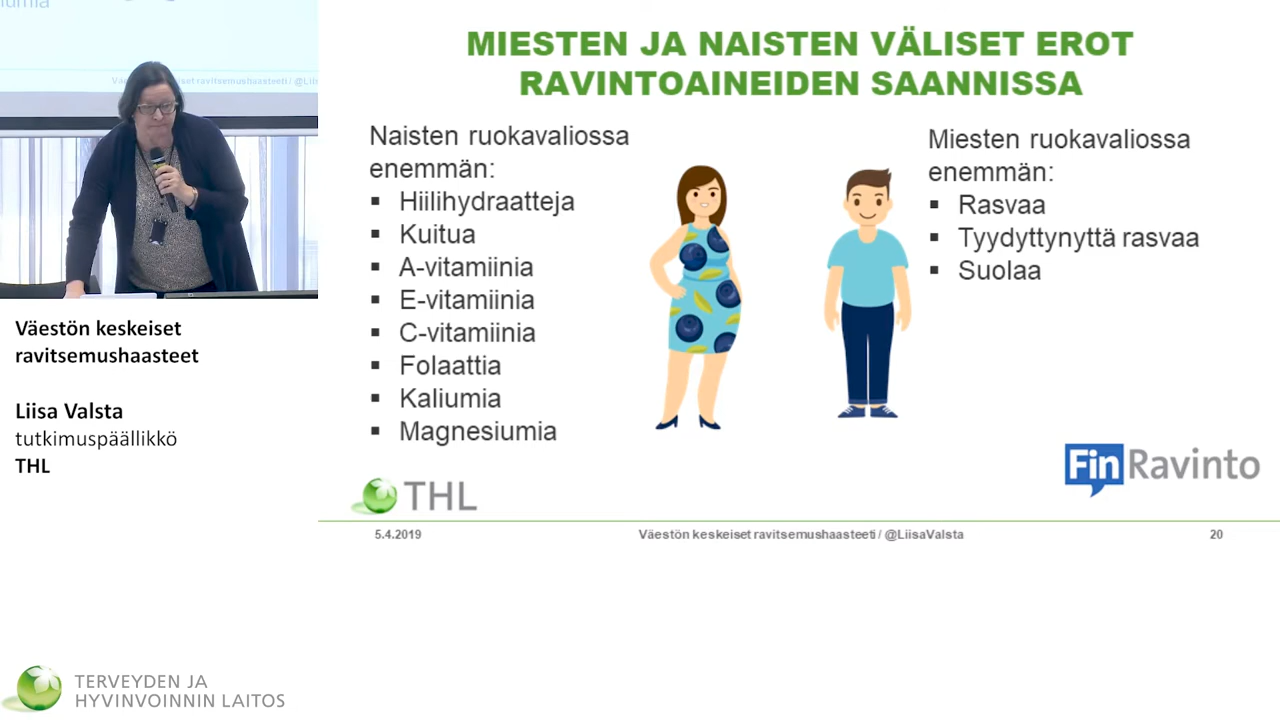 umia
MIESTEN JA NAISTEN VÄLISET EROT
RAVINTOAINEIDEN SAANNISSA
Naisten ruokavaliossa
enemmän:
▪ Hiilihydraatteja
▪ Kuitua
▪ A-vitamiinia
▪ E-vitamiinia
▪ C-vitamiinia
▪ Folaattia
▪ Kaliumia
▪ Magnesiumia
Miesten ruokavaliossa
enemmän:
▪ Rasvaa
▪ Tyydyttynyttä rasvaa
▪ Suolaa
THL
FinRavinto
5.4.2019 Väestön keskeiset ravitsemushaasteeti / @LiisaValsta 20
Väestön keskeiset
ravitsemushaasteet
Liisa Valsta
tutkimuspäällikkö
THL
TERVEYDEN JA
HYVINVOINNIN LAITOS